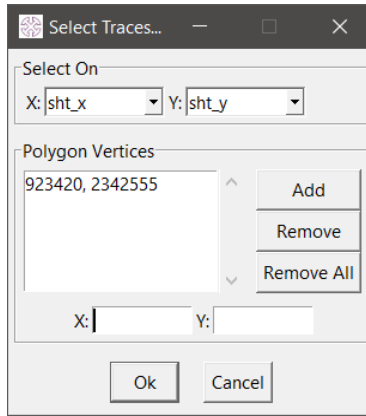 Select Traces...
Select On
X: sht_x Y: sht_y
Polygon Vertices
923420, 2342555
Add
Remove
Remove All
X: Y:
Ok Cancel